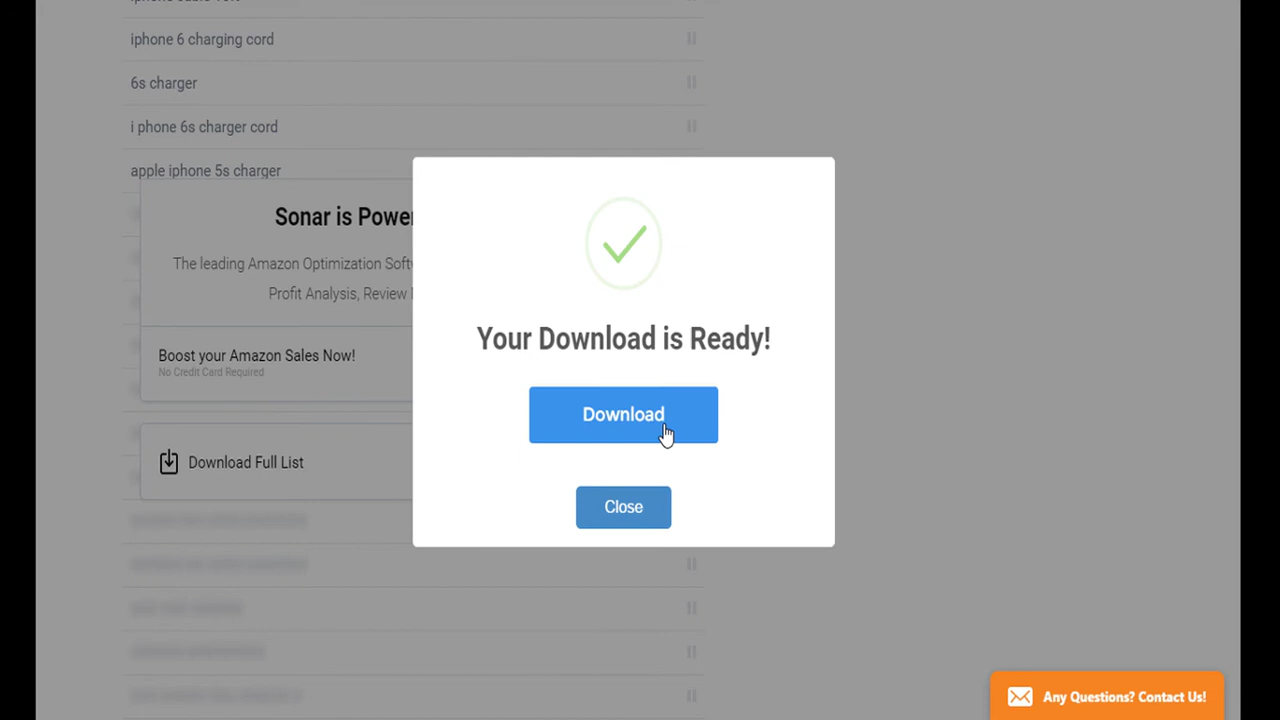 iphone 6 charging cord
6s charger
i phone 6s charger cord
apple iphone 5s charger
Sonar is Power
The leading Amazon Optimization Soft
Profit Analysis, Review
Boost your Amazon Sales Now!
No Credit Card Required
Download Full List
Your Download is Ready!
Download
Close
Any Questions? Contact Us!